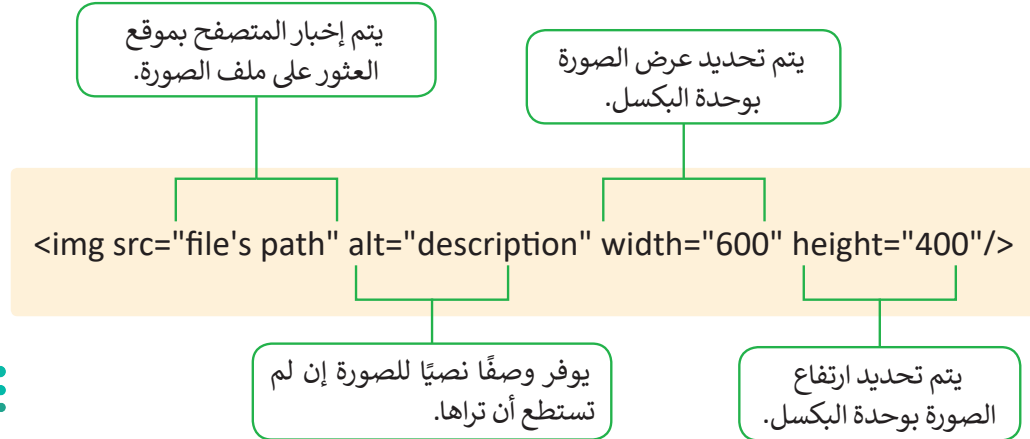 يتم إخبار المتصفح بموقع
العثور على ملف الصورة.
يتم تحديد عرض الصورة
بوحدة البكسل.
<img src="file's path" alt="description" width="600" height="400"/>
يوفر وصفًا نصيًا للصورة إن لم
تستطع أن تراها.
يتم تحديد ارتفاع
الصورة بوحدة البكسل.